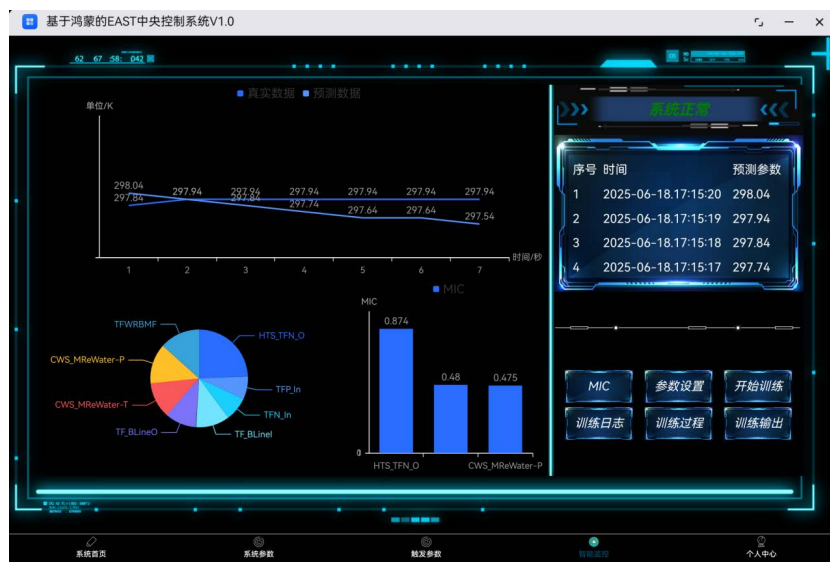 基于鸿蒙的EAST中央控制系统V1.0
62 67 :58: 042
真实数据 预测数据
单位/K
298.04 297.94 297.94 297.94 297.94 297.94 297.94
297.84 297.84 297.74 297.64 297.64 297.54
时间/秒
1 2 3 4 5 6 7
系统正常
序号 时间 预测参数
1 2025-06-18.17:15:20 298.04
2 2025-06-18.17:15:19 297.94
3 2025-06-18.17:15:18 297.84
4 2025-06-18.17:15:17 297.74
TFWRBMF
HTS_TFN_O
CWS_MReWater-P
TFP_In
CWS_MReWater-T
TFN_In
TF_BLineO
TF_BLineI
MIC
MIC
0.874
0.48
0.475
0
HTS_TFN_O CWS_MReWater-P
MIC 参数设置 开始训练
训练日志 训练过程 训练输出
系统首页 系统参数 触发参数 智能监控 个人中心